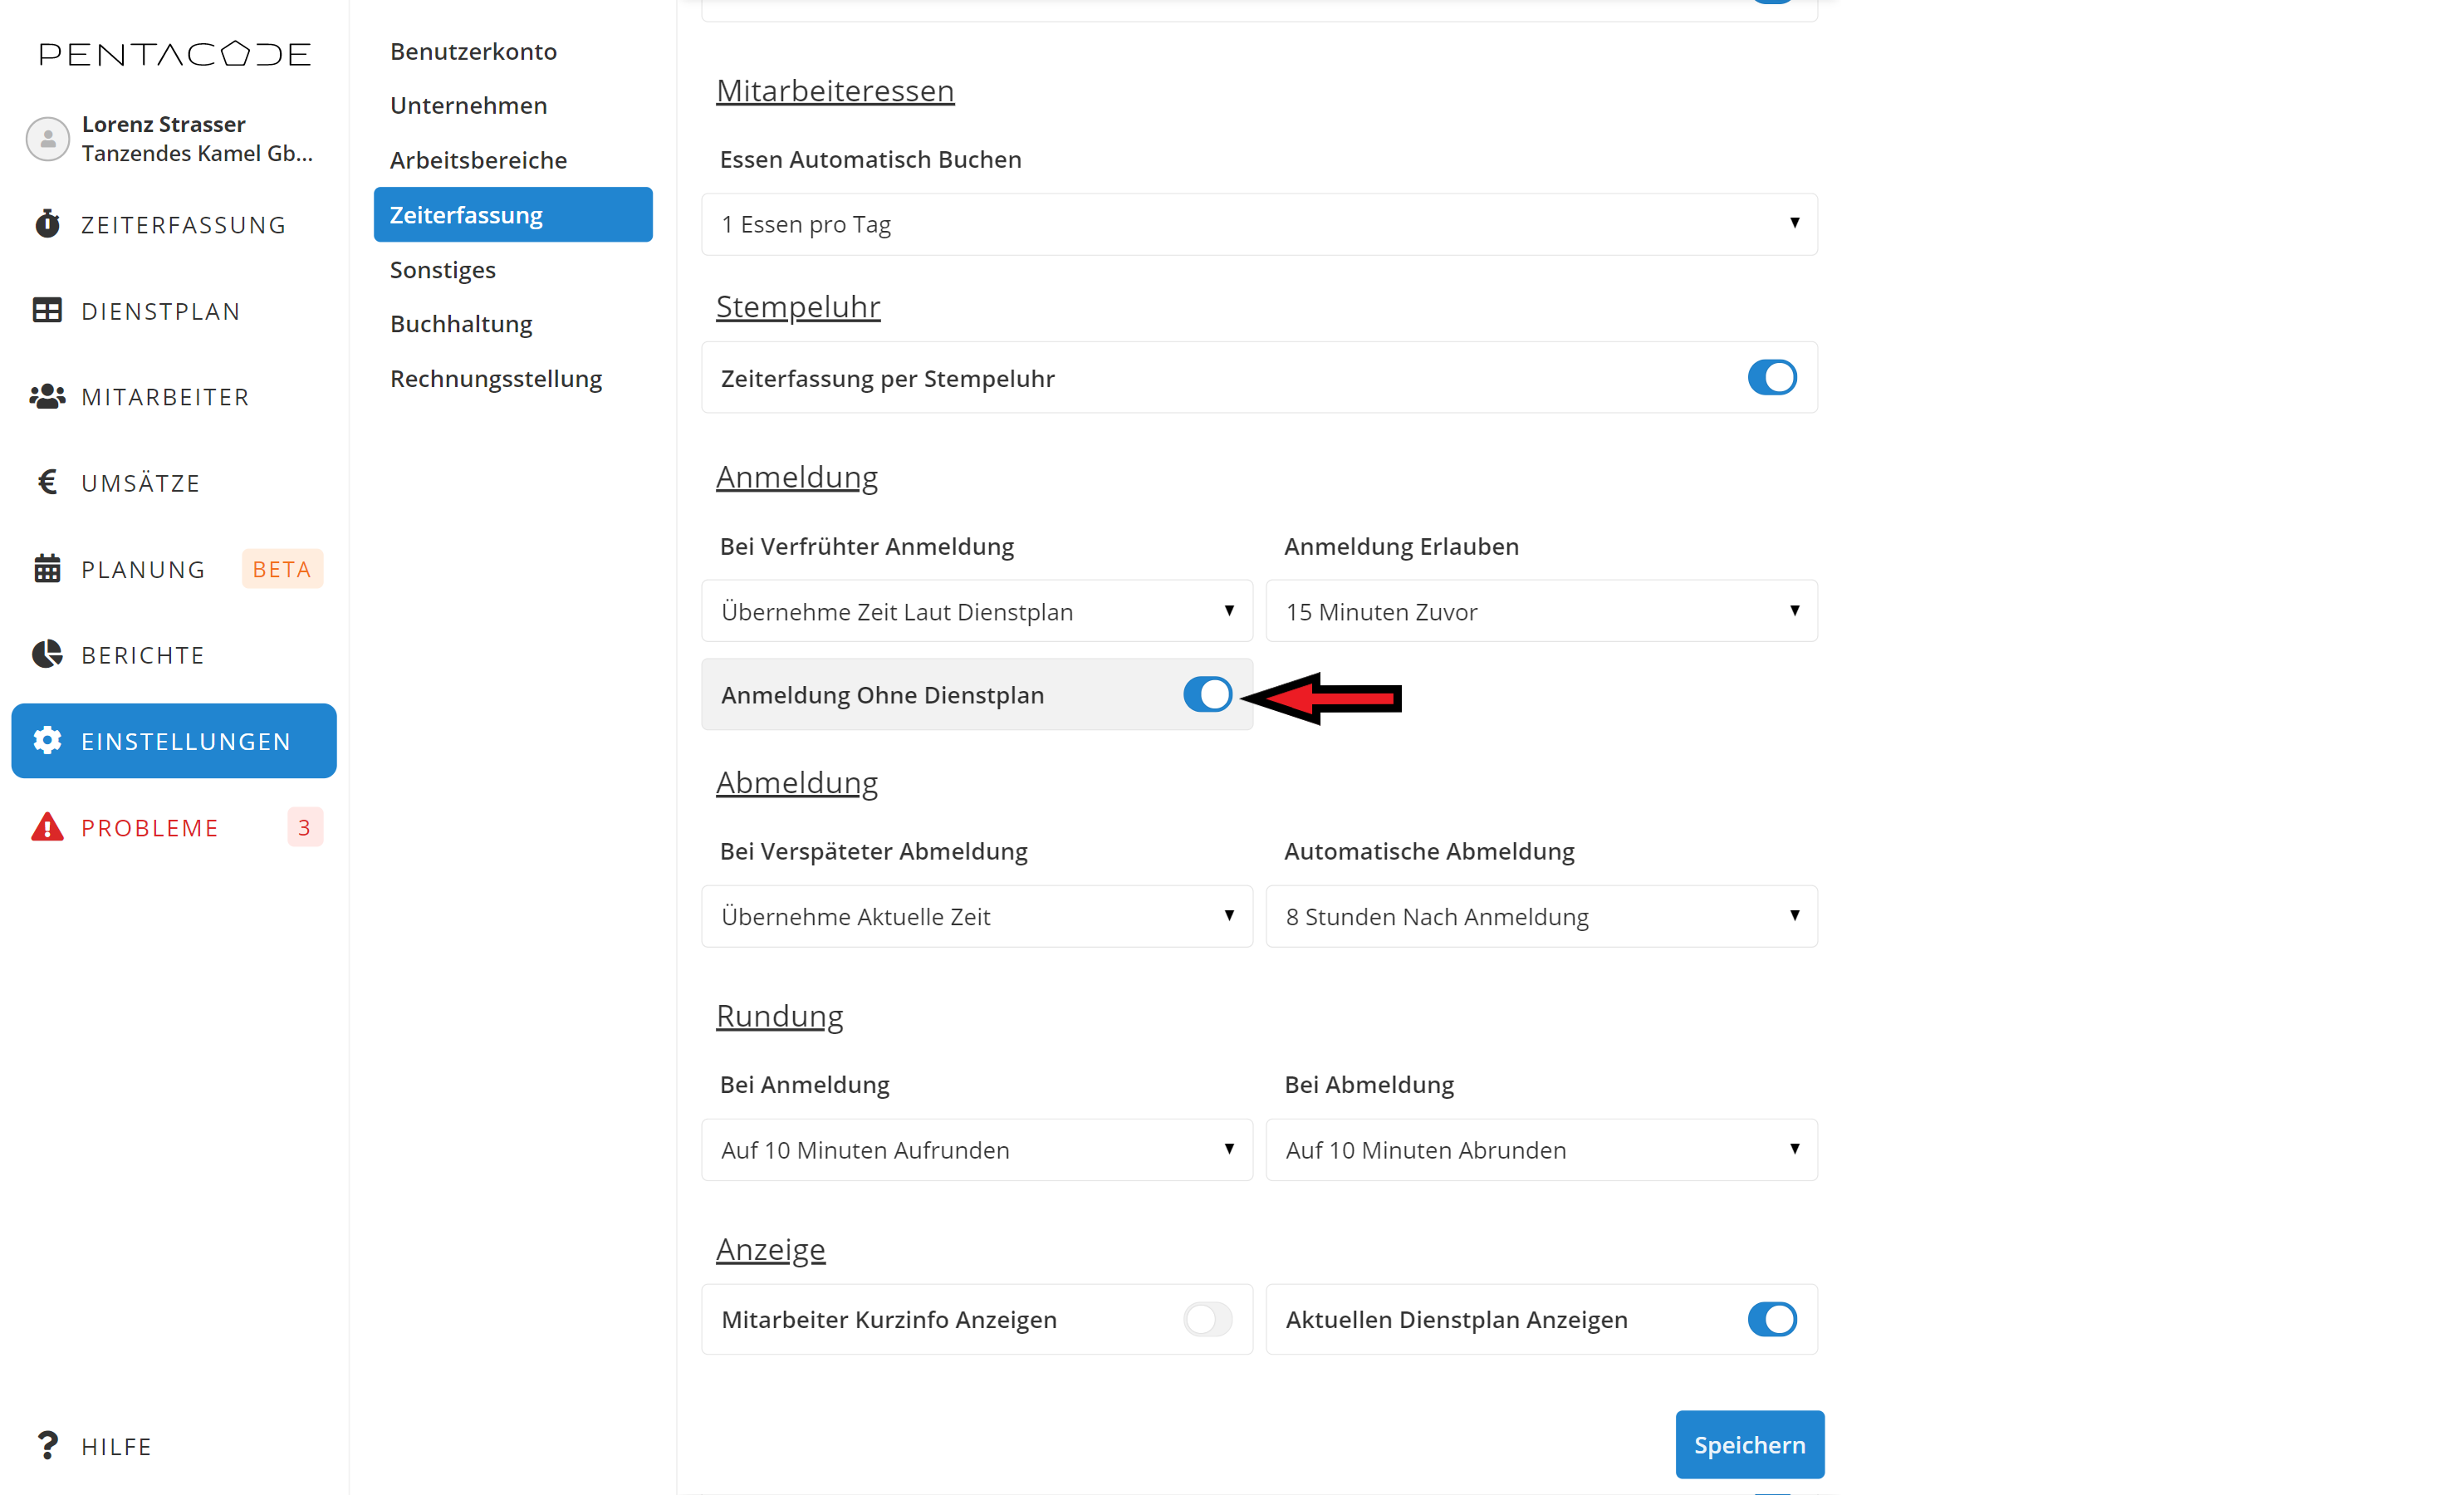 PENTACODE
Lorenz Strasser
Tanzendes Kamel Gb...
ZEITERFASSUNG
DIENSTPLAN
MITARBEITER
UMSÄTZE
PLANUNG BETA
BERICHTE
EINSTELLUNGEN
PROBLEME 3
HILFE
Benutzerkonto
Unternehmen
Arbeitsbereiche
Zeiterfassung
Sonstiges
Buchhaltung
Rechnungsstellung
Mitarbeiteressen
Essen Automatisch Buchen
1 Essen pro Tag
Stempeluhr
Zeiterfassung per Stempeluhr
Anmeldung
Bei Verfrühter Anmeldung Anmeldung Erlauben
Übernehme Zeit Laut Dienstplan 15 Minuten Zuvor
Anmeldung Ohne Dienstplan
Abmeldung
Bei Verspäteter Abmeldung Automatische Abmeldung
Übernehme Aktuelle Zeit 8 Stunden Nach Anmeldung
Rundung
Bei Anmeldung Bei Abmeldung
Auf 10 Minuten Aufrunden Auf 10 Minuten Abrunden
Anzeige
Mitarbeiter Kurzinfo Anzeigen Aktuellen Dienstplan Anzeigen
Speichern